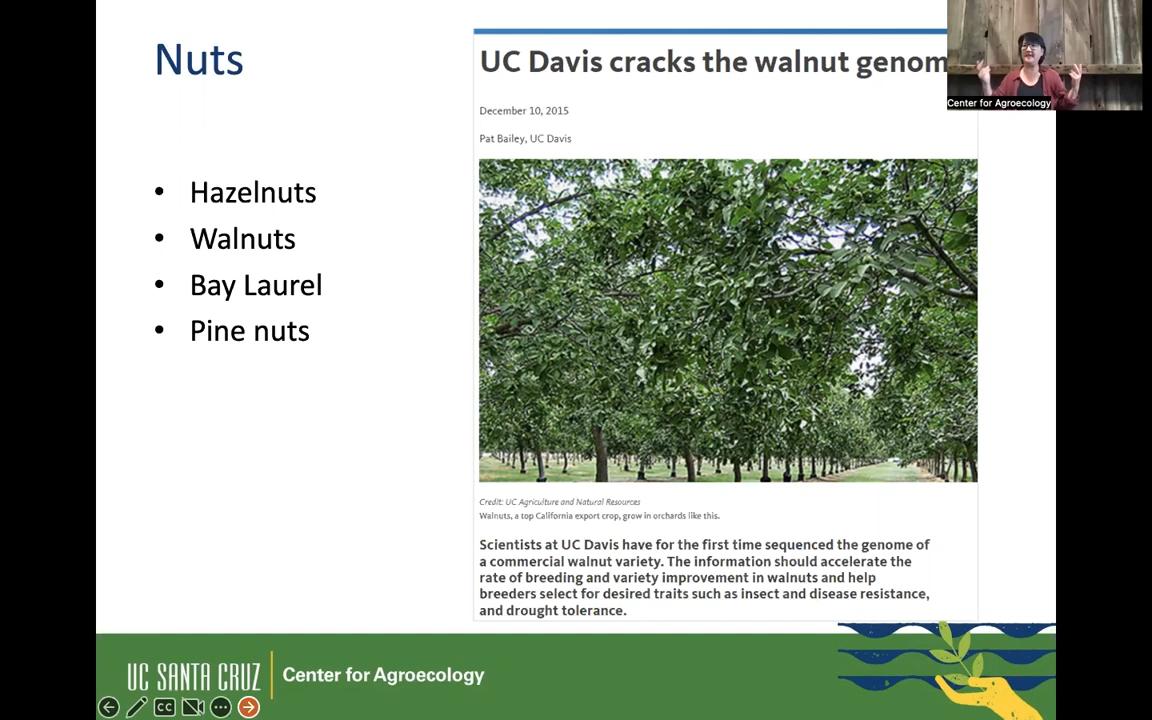 Nuts
• Hazelnuts
• Walnuts
• Bay Laurel
• Pine nuts
UC Davis cracks the walnut genom
December 10, 2015
Pat Bailey, UC Davis
Credit: UC Agriculture and Natural Resources
Walnuts, a top California export crop, grow in orchards like this.
Scientists at UC Davis have for the first time sequenced the genome of
a commercial walnut variety. The information should accelerate the
rate of breeding and variety improvement in walnuts and help
breeders select for desired traits such as insect and disease resistance,
and drought tolerance.
Center for Agroecology
UC SANTA CRUZ
Center for Agroecology
CC